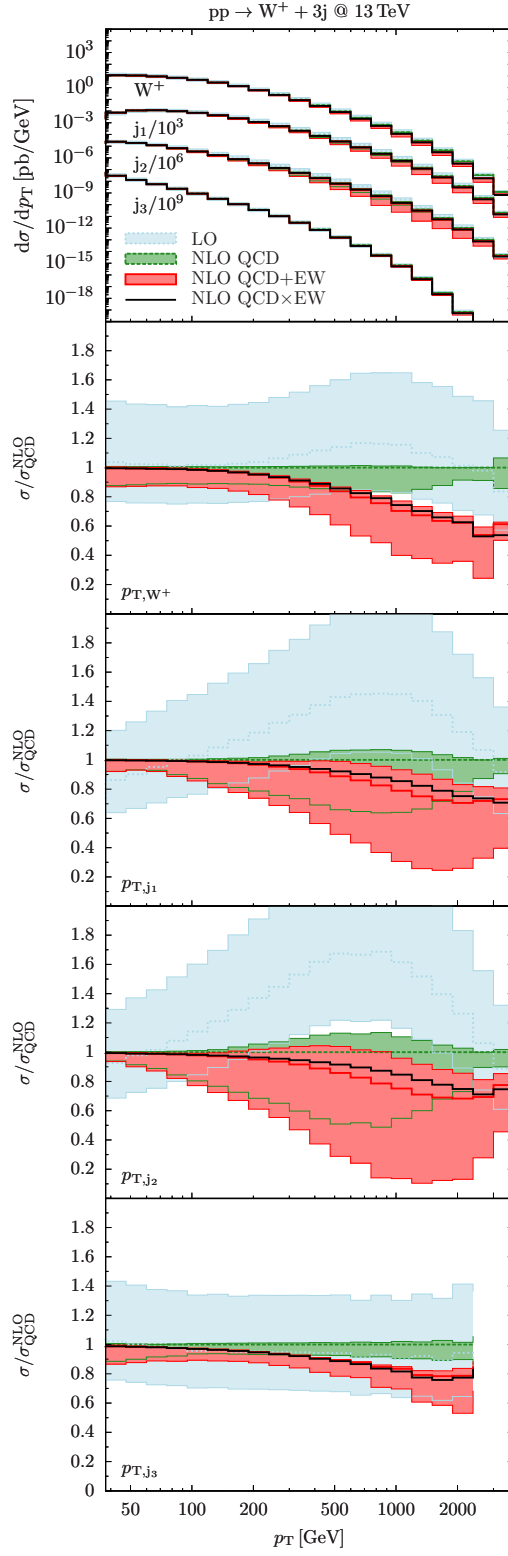 pp → W⁺ + 3j @ 13 TeV
dσ/dp_T [pb/GeV]
10³
10⁰
10⁻³
10⁻⁶
10⁻⁹
10⁻¹²
10⁻¹⁵
10⁻¹⁸
W⁺
j₁/10³
j₂/10⁶
j₃/10⁹
LO
NLO QCD
NLO QCD+EW
NLO QCD×EW
σ/σ^NLO_QCD
1.8
1.6
1.4
1.2
1
0.8
0.6
0.4
0.2
p_T,W⁺
σ/σ^NLO_QCD
1.8
1.6
1.4
1.2
1
0.8
0.6
0.4
0.2
p_T,j₁
σ/σ^NLO_QCD
1.8
1.6
1.4
1.2
1
0.8
0.6
0.4
0.2
p_T,j₂
σ/σ^NLO_QCD
1.8
1.6
1.4
1.2
1
0.8
0.6
0.4
0.2
0
p_T,j₃
50 100 200 500 1000 2000
p_T [GeV]